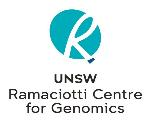 R
UNSW
Ramaciotti Centre
for Genomics